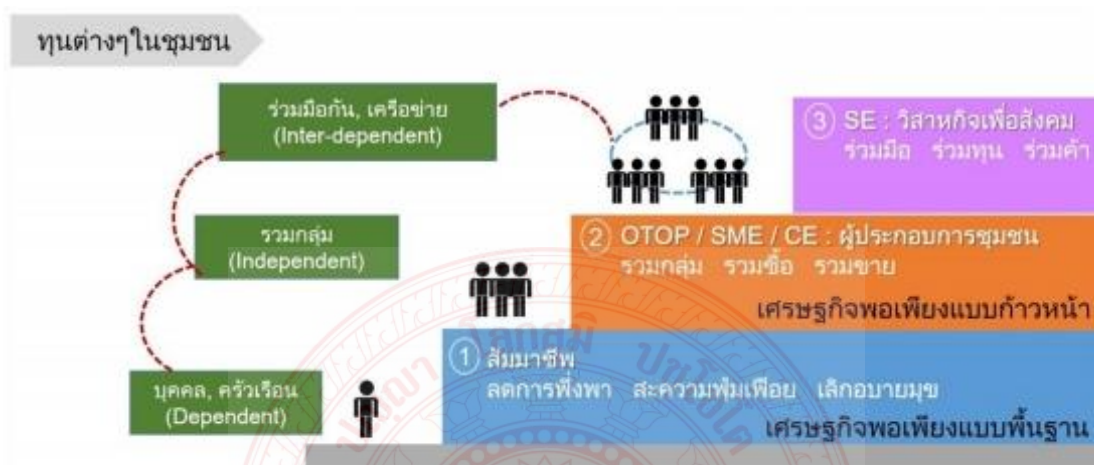 ทุนต่างๆในชุมชน
ร่วมมือกัน, เครือข่าย
(Inter-dependent)
รวมกลุ่ม
(Independent)
บุคคล, ครัวเรือน
(Dependent)
③ SE : วิสาหกิจเพื่อสังคม
ร่วมมือ ร่วมทุน ร่วมค้า
② OTOP / SME / CE : ผู้ประกอบการชุมชน
รวมกลุ่ม รวมซื้อ รวมขาย
เศรษฐกิจพอเพียงแบบก้าวหน้า
① สัมมาชีพ
ลดการพึ่งพา สะความฟุ่มเฟือย เลิกอบายมุข
เศรษฐกิจพอเพียงแบบพื้นฐาน